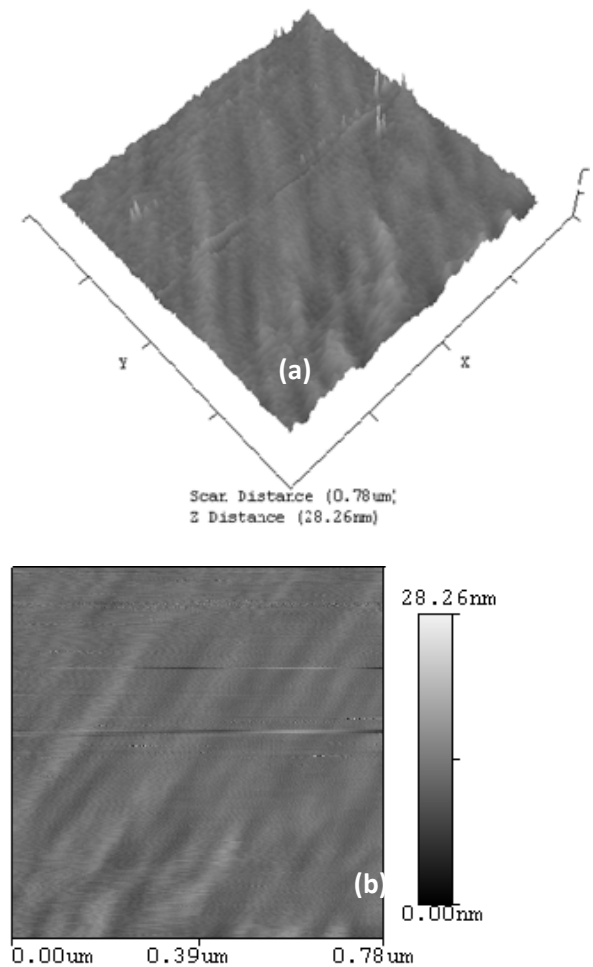 Y
X
(a)
Scan Distance (0.78um)
Z Distance (28.26nm)
28.26nm
(b)
0.00nm
0.00um 0.39um 0.78um